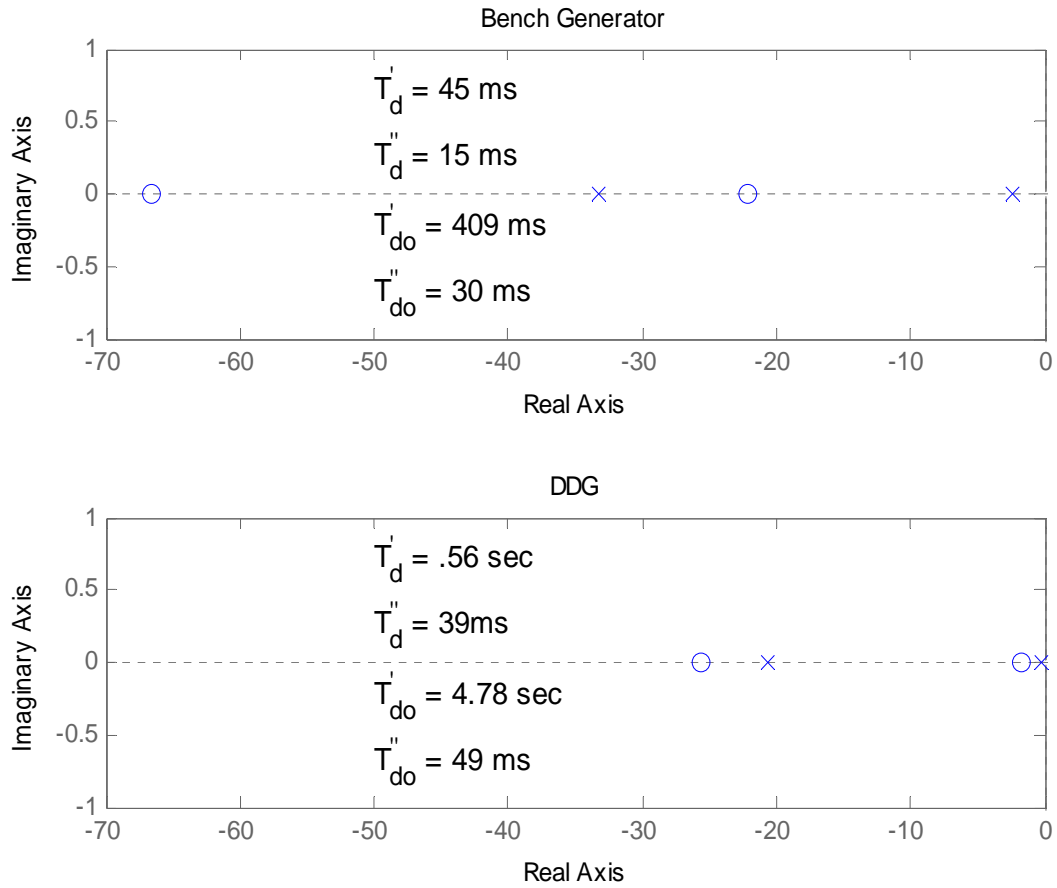 Bench Generator
1
0.5
0
-0.5
-1
Imaginary Axis
T'd = 45 ms
T''d = 15 ms
T'do = 409 ms
T''do = 30 ms
-70 -60 -50 -40 -30 -20 -10 0
Real Axis
DDG
1
0.5
0
-0.5
-1
Imaginary Axis
T'd = .56 sec
T''d = 39ms
T'do = 4.78 sec
T''do = 49 ms
-70 -60 -50 -40 -30 -20 -10 0
Real Axis